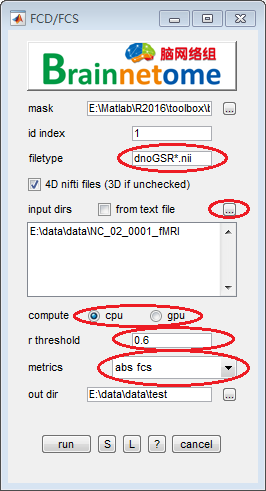 FCD/FCS
脑网络组
Brainnetome
mask E:\Matlab\R2016\toolbox\t ...
id index 1
filetype dnoGSR*.nii
4D nifti files (3D if unchecked)
input dirs from text file ...
E:\data\data\NC_02_0001_fMRI
compute cpu gpu
r threshold 0.6
metrics abs fcs
out dir E:\data\data\test ...
run S L ? cancel